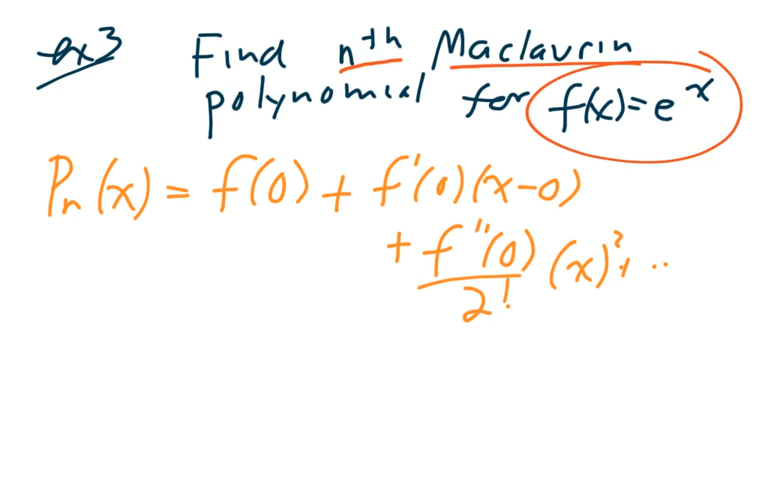 ex3 Find nth Maclaurin
polynomial for f(x)=e^x
Pn(x) = f(0) + f'(0)(x-0)
+ f''(0)/2! (x)^2 + ..